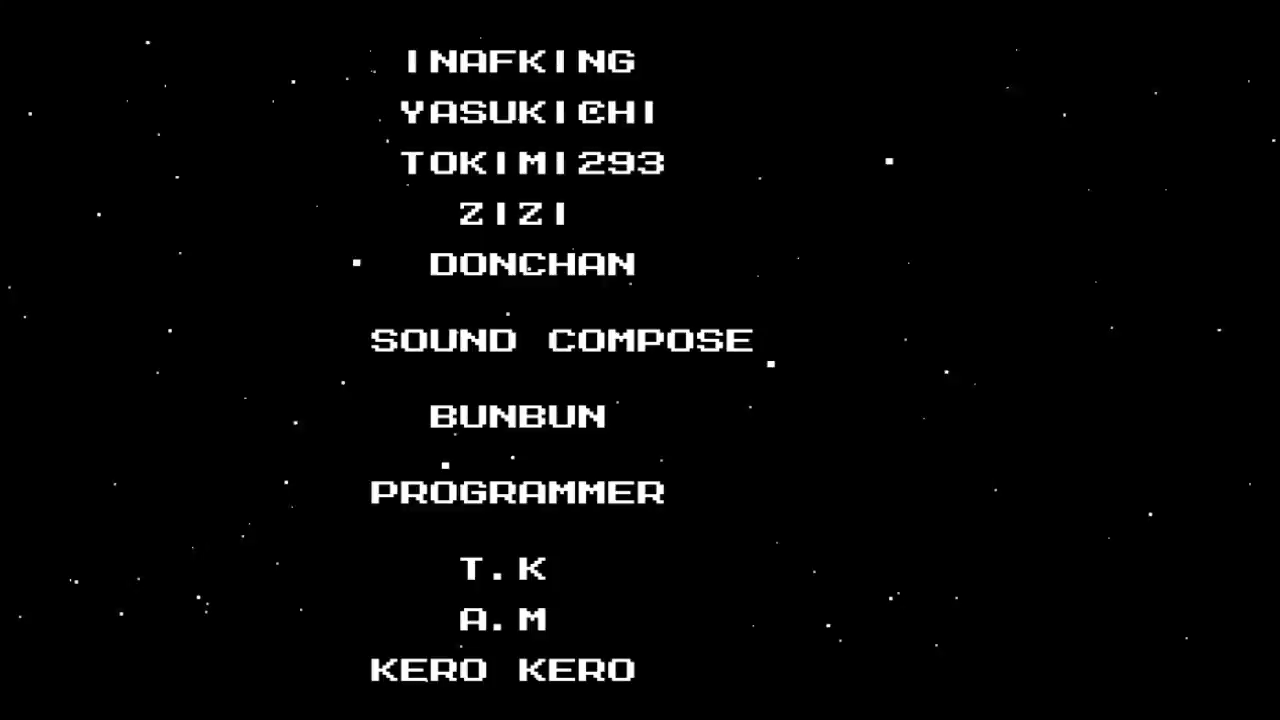 INAFKING
YASUKICHI
TOKIMI293
ZIZI
DONCHAN
SOUND COMPOSE
BUNBUN
PROGRAMMER
T.K
A.M
KERO KERO